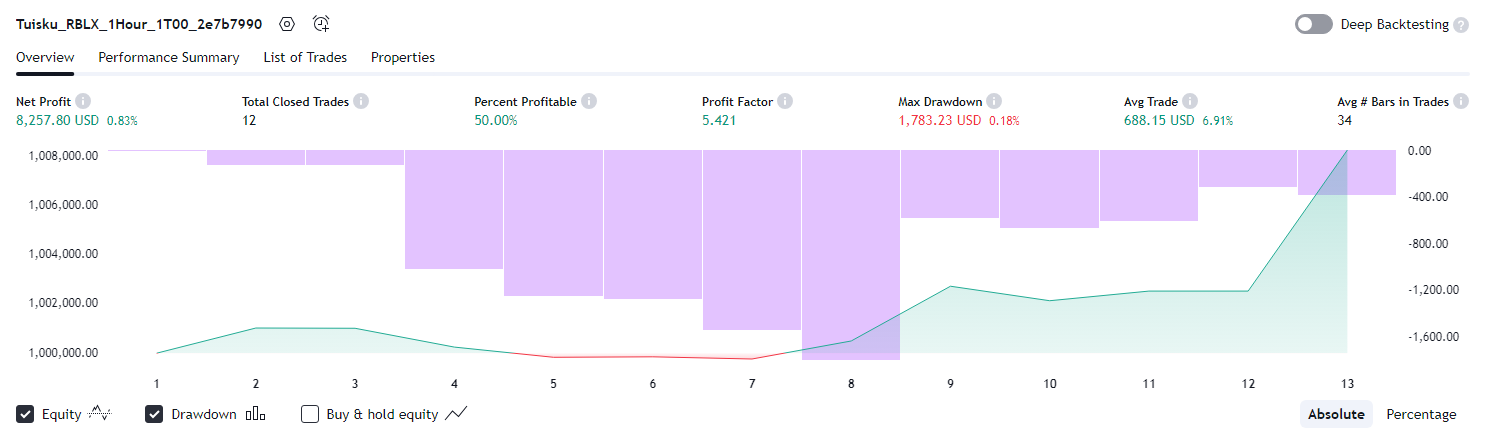 Tuisku_RBLX_1Hour_1T00_2e7b7990 Deep Backtesting ?
Overview Performance Summary List of Trades Properties
Net Profit Total Closed Trades Percent Profitable Profit Factor Max Drawdown Avg Trade Avg # Bars in Trades
8,257.80 USD 0.83% 12 50.00% 5.421 1,783.23 USD 0.18% 688.15 USD 6.91% 34
1,008,000.00 0.00
1,006,000.00 -400.00
1,004,000.00 -800.00
1,002,000.00 -1,200.00
1,000,000.00 -1,600.00
1 2 3 4 5 6 7 8 9 10 11 12 13
Equity Drawdown Buy & hold equity Absolute Percentage